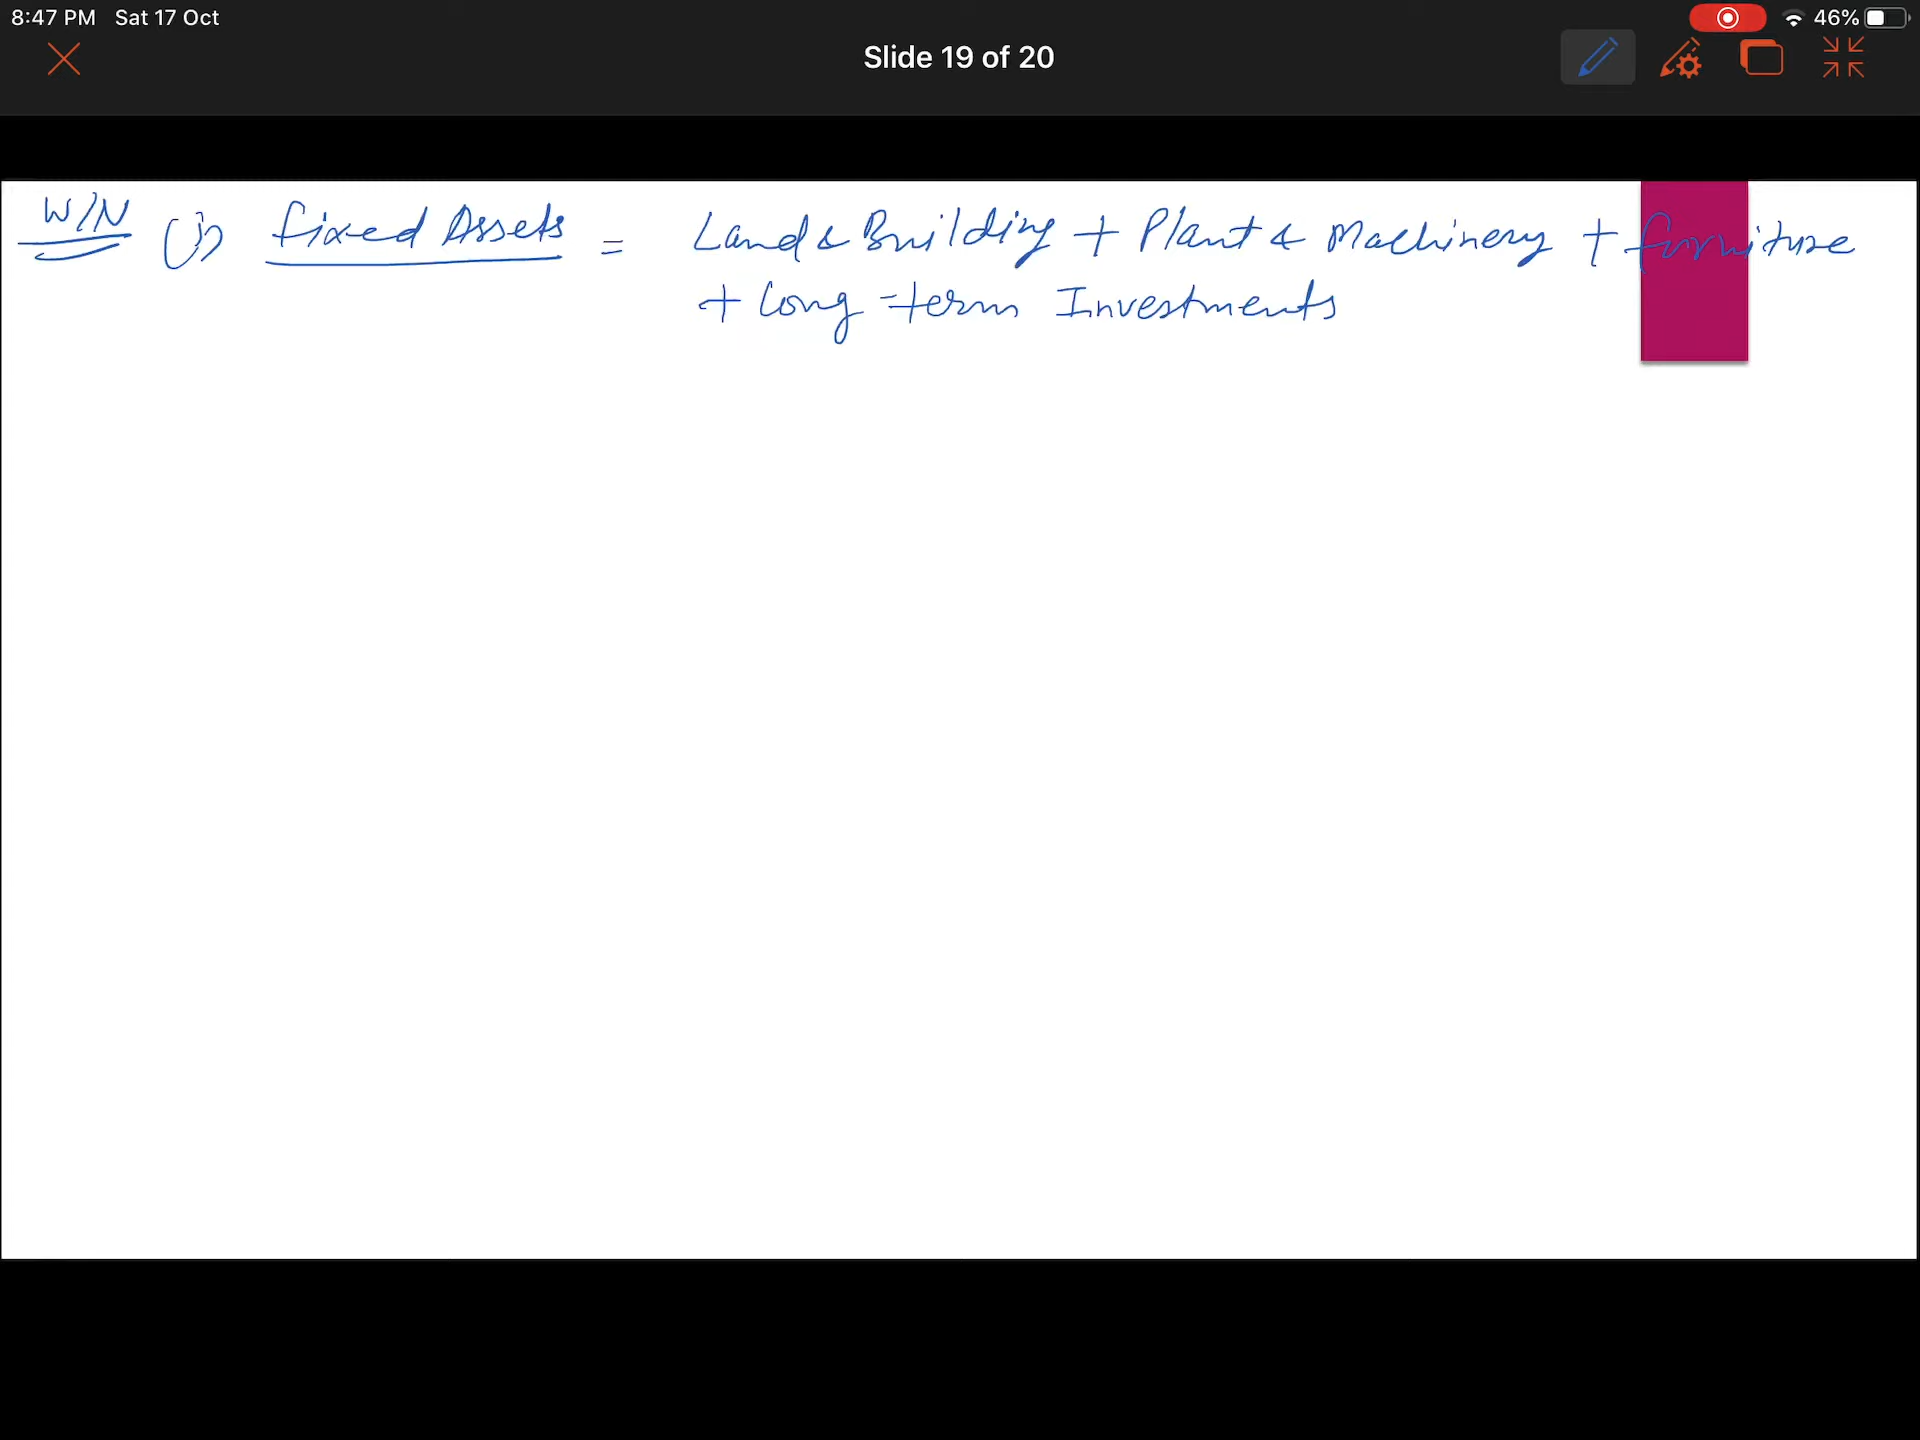 8:47 PM Sat 17 Oct
46%
Slide 19 of 20
W/N (i) Fixed Assets = Land & Building + Plant & Machinery + furniture
+ Long-term Investments